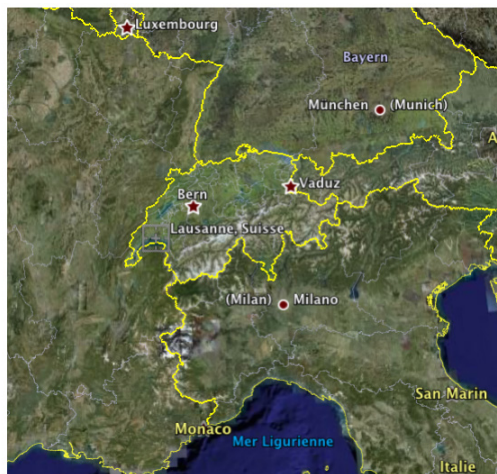 Luxembourg
Bayern
Munchen (Munich)
A
Vaduz
Bern
Lausanne, Suisse
(Milan) Milano
San Marin
Monaco
Mer Ligurienne
Italie